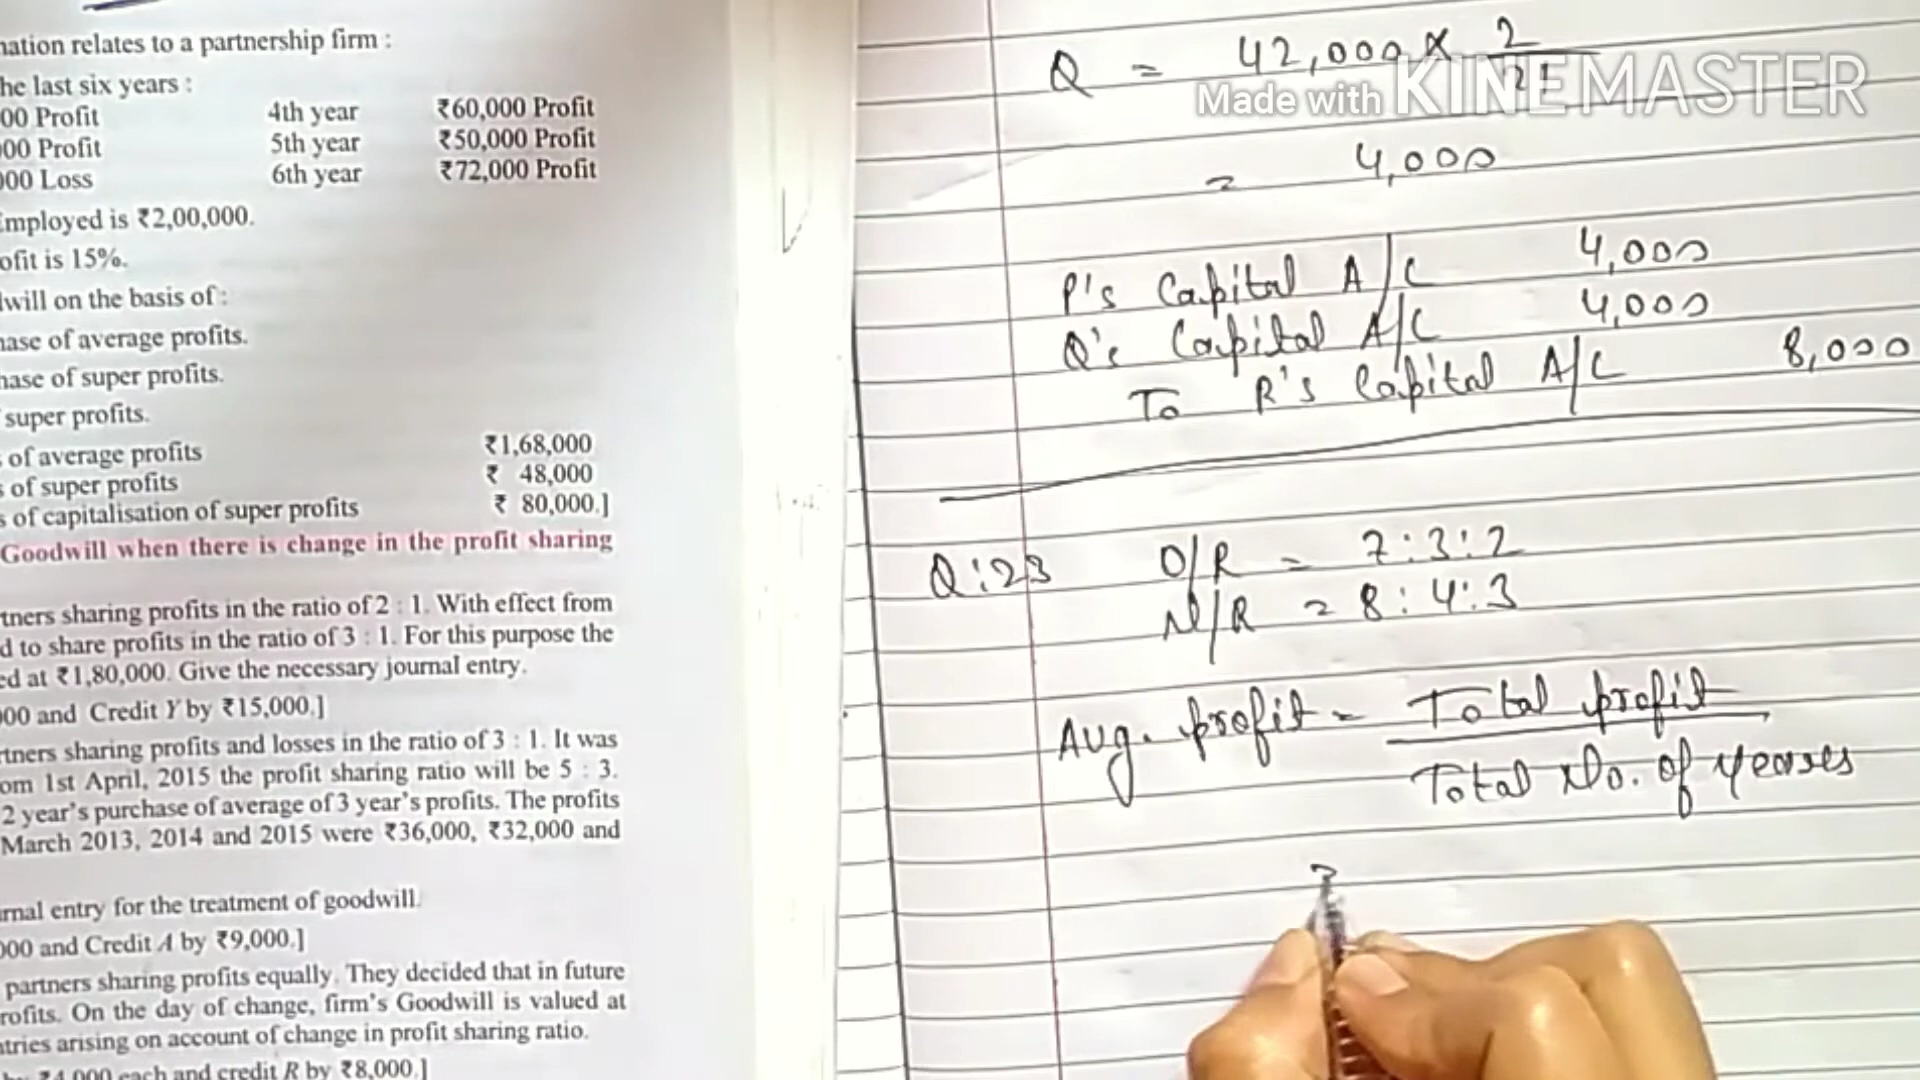 nation relates to a partnership firm :
he last six years :
00 Profit 4th year ₹60,000 Profit
00 Profit 5th year ₹50,000 Profit
000 Loss 6th year ₹72,000 Profit
Employed is ₹2,00,000.
ofit is 15%.
will on the basis of :
hase of average profits.
hase of super profits.
super profits.
of average profits ₹1,68,000
s of super profits ₹ 48,000
s of capitalisation of super profits ₹ 80,000.]
Goodwill when there is change in the profit sharing
tners sharing profits in the ratio of 2 : 1. With effect from
d to share profits in the ratio of 3 : 1. For this purpose the
ed at ₹1,80,000. Give the necessary journal entry.
000 and Credit Y by ₹15,000.]
rtners sharing profits and losses in the ratio of 3 : 1. It was
om 1st April, 2015 the profit sharing ratio will be 5 : 3.
2 year's purchase of average of 3 year's profits. The profits
March 2013, 2014 and 2015 were ₹36,000, ₹32,000 and
rnal entry for the treatment of goodwill.
000 and Credit A by ₹9,000.]
partners sharing profits equally. They decided that in future
rofits. On the day of change, firm's Goodwill is valued at
ntries arising on account of change in profit sharing ratio.
by ₹4,000 each and credit R by ₹8,000.]
Q = 42,000 × 2/21
Made with KINEMASTER
= 4,000
P's Capital A/C 4,000
Q's Capital A/C 4,000
To R's Capital A/C 8,000
Q:23 O/R = 7:3:2
N/R = 8:4:3
Avg. profit = Total profit
Total No. of years